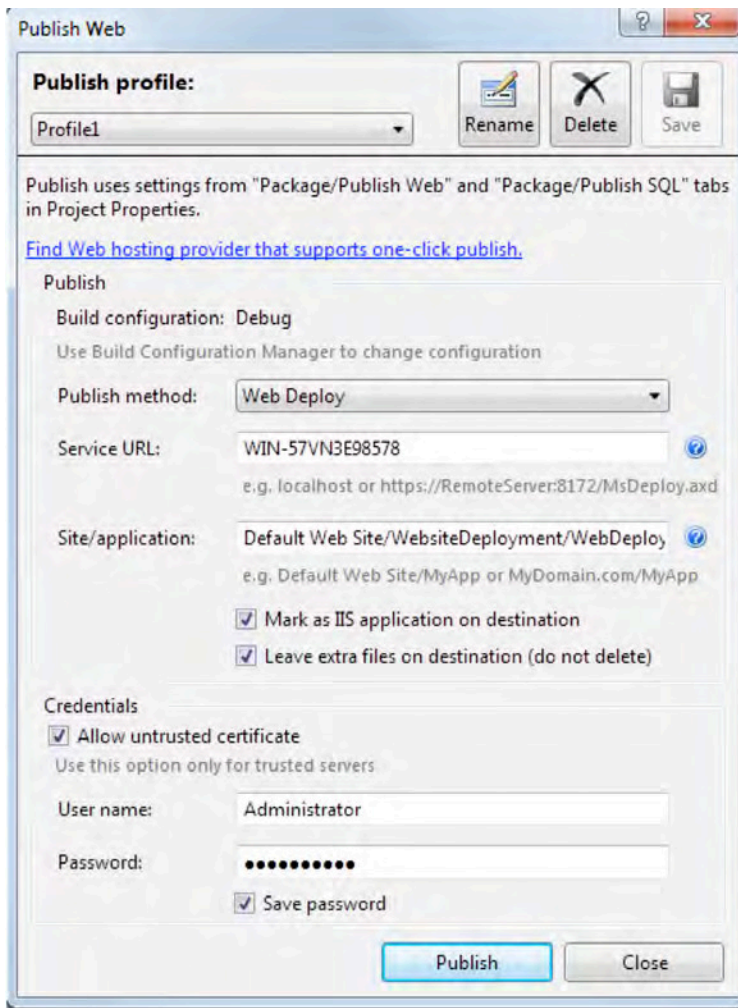 Publish Web
Publish profile:
Profile1
Rename
Delete
Save
Publish uses settings from "Package/Publish Web" and "Package/Publish SQL" tabs
in Project Properties.
Find Web hosting provider that supports one-click publish.
Publish
Build configuration: Debug
Use Build Configuration Manager to change configuration
Publish method: Web Deploy
Service URL: WIN-57VN3E98578
e.g. localhost or https://RemoteServer:8172/MsDeploy.axd
Site/application: Default Web Site/WebsiteDeployment/WebDeploy
e.g. Default Web Site/MyApp or MyDomain.com/MyApp
Mark as IIS application on destination
Leave extra files on destination (do not delete)
Credentials
Allow untrusted certificate
Use this option only for trusted servers
User name: Administrator
Password: ●●●●●●●●●●
Save password
Publish
Close